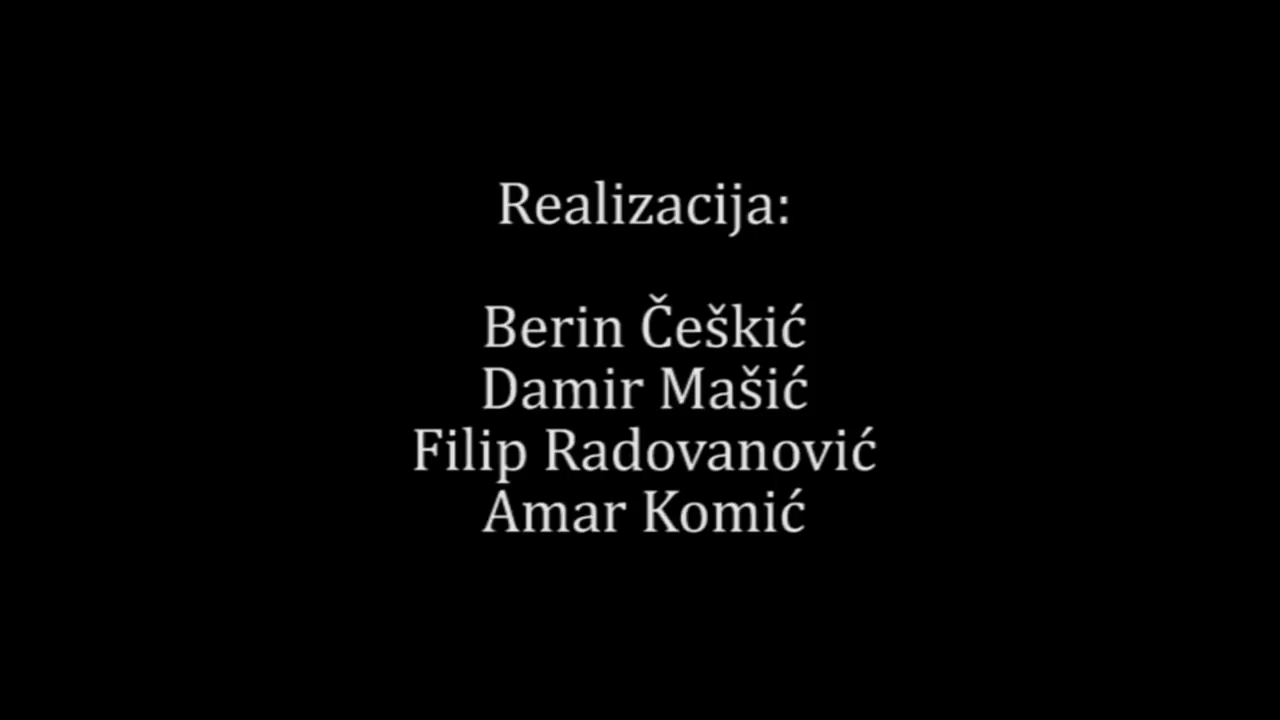 Realizacija:
Berin Češkić
Damir Mašić
Filip Radovanović
Amar Komić